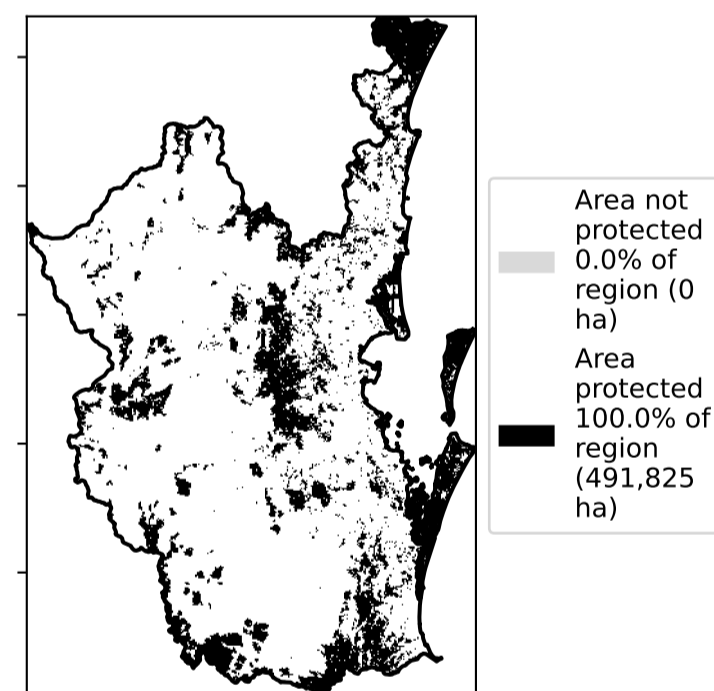 Area not
protected
0.0% of
region (0
ha)
Area
protected
100.0% of
region
(491,825
ha)